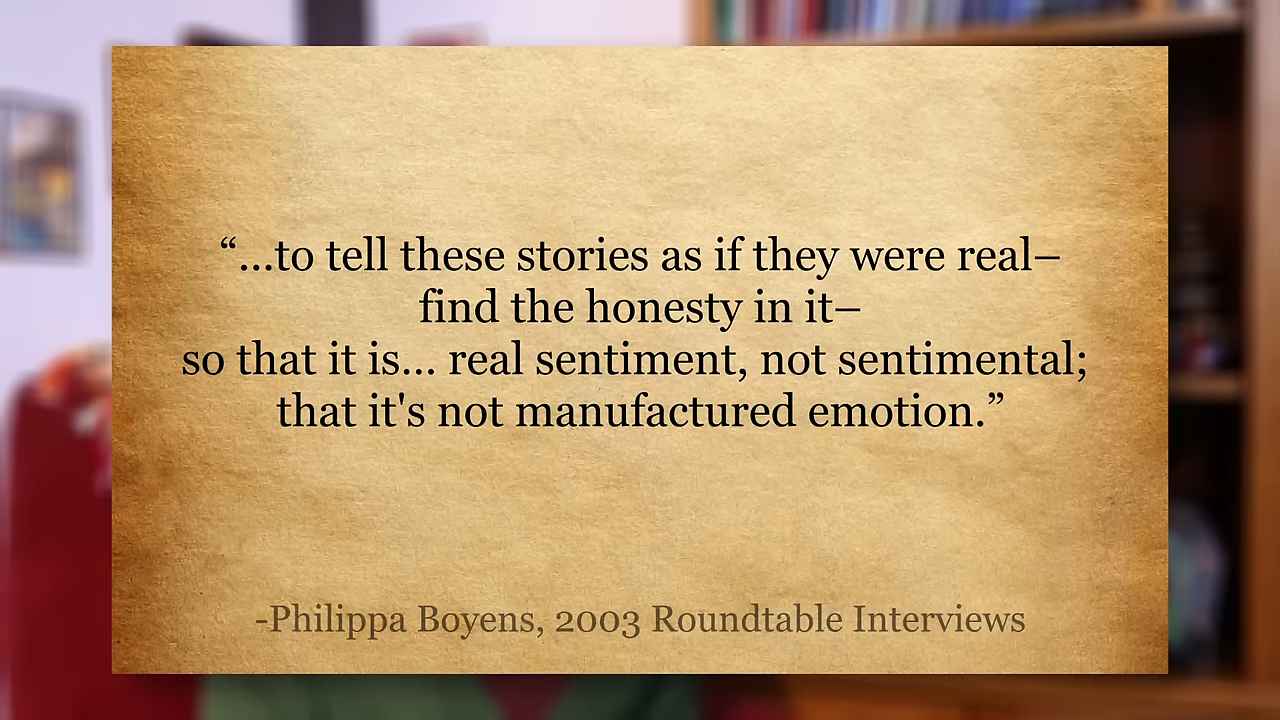 “...to tell these stories as if they were real–
find the honesty in it–
so that it is... real sentiment, not sentimental;
that it's not manufactured emotion.”
-Philippa Boyens, 2003 Roundtable Interviews